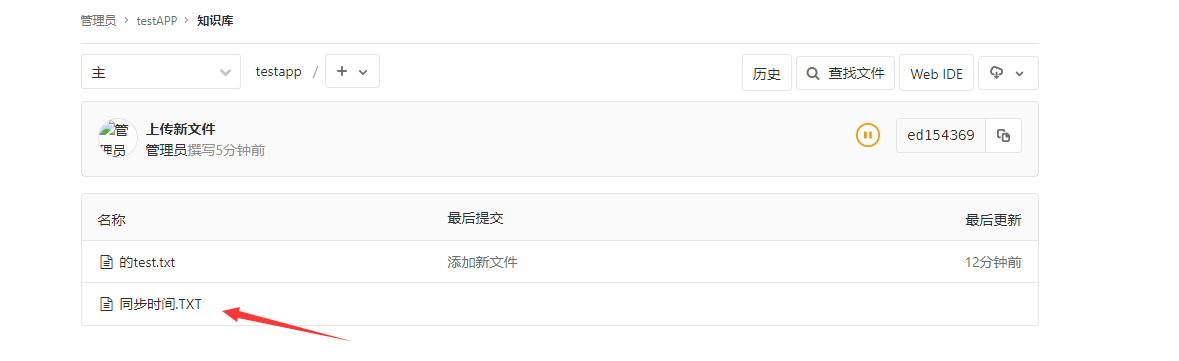 管理员 > testAPP > 知识库
主 testapp / + 历史 查找文件 Web IDE
管理员 上传新文件
管理员撰写5分钟前 ed154369
名称 最后提交 最后更新
的test.txt 添加新文件 12分钟前
同步时间.TXT